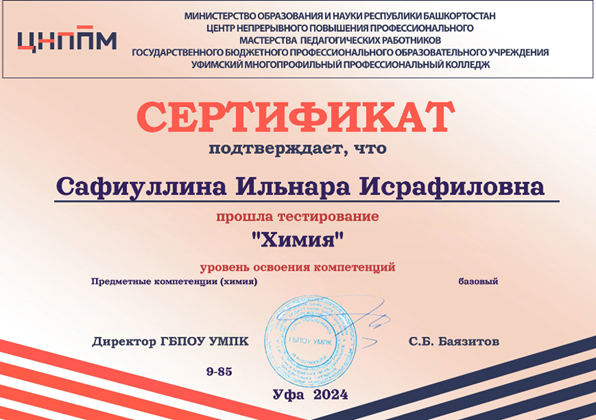 ЦНППМ
МИНИСТЕРСТВО ОБРАЗОВАНИЯ И НАУКИ РЕСПУБЛИКИ БАШКОРТОСТАН
ЦЕНТР НЕПРЕРЫВНОГО ПОВЫШЕНИЯ ПРОФЕССИОНАЛЬНОГО
МАСТЕРСТВА ПЕДАГОГИЧЕСКИХ РАБОТНИКОВ
ГОСУДАРСТВЕННОГО БЮДЖЕТНОГО ПРОФЕССИОНАЛЬНОГО ОБРАЗОВАТЕЛЬНОГО УЧРЕЖДЕНИЯ
УФИМСКИЙ МНОГОПРОФИЛЬНЫЙ ПРОФЕССИОНАЛЬНЫЙ КОЛЛЕДЖ
СЕРТИФИКАТ
подтверждает, что
Сафиуллина Ильнара Исрафиловна
прошла тестирование
"Химия"
уровень освоения компетенций
Предметные компетенции (химия) базовый
Директор ГБПОУ УМПК С.Б. Баязитов
ГБПОУ УМПК
9-85
Уфа 2024